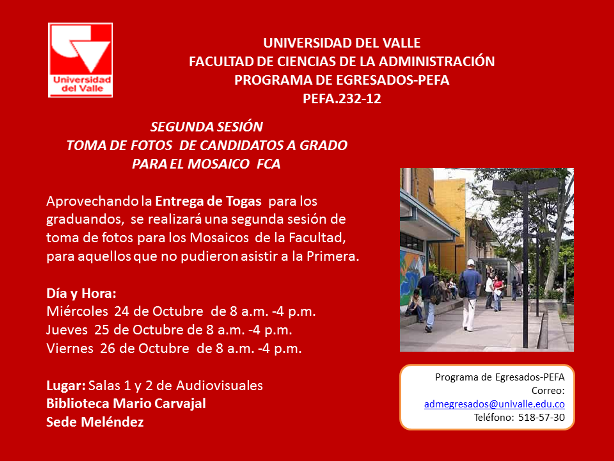 Universidad
del Valle
UNIVERSIDAD DEL VALLE
FACULTAD DE CIENCIAS DE LA ADMINISTRACIÓN
PROGRAMA DE EGRESADOS-PEFA
PEFA.232-12
SEGUNDA SESIÓN
TOMA DE FOTOS DE CANDIDATOS A GRADO
PARA EL MOSAICO FCA
Aprovechando la Entrega de Togas para los
graduandos, se realizará una segunda sesión de
toma de fotos para los Mosaicos de la Facultad,
para aquellos que no pudieron asistir a la Primera.
Día y Hora:
Miércoles 24 de Octubre de 8 a.m. -4 p.m.
Jueves 25 de Octubre de 8 a.m. -4 p.m.
Viernes 26 de Octubre de 8 a.m. -4 p.m.
Lugar: Salas 1 y 2 de Audiovisuales
Biblioteca Mario Carvajal
Sede Meléndez
Programa de Egresados-PEFA
Correo:
admegresados@univalle.edu.co
Teléfono: 518-57-30